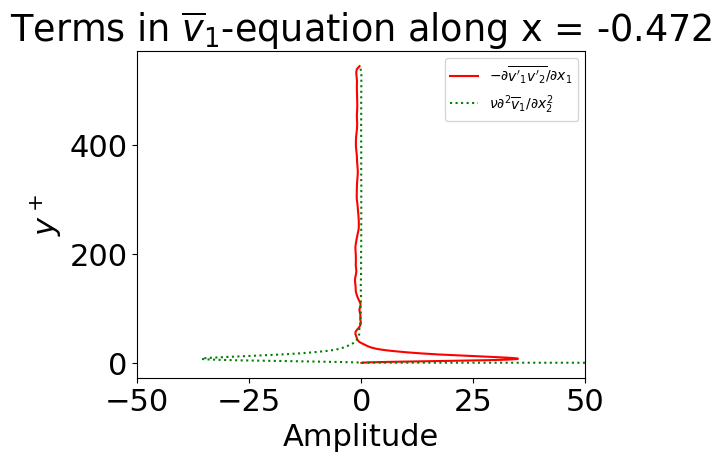 Terms in v̅₁-equation along x = -0.472
−∂v′₁v′₂/∂x₁
ν∂²v̅₁/∂x₂²
y⁺
400
200
0
−50
−25
0
25
50
Amplitude